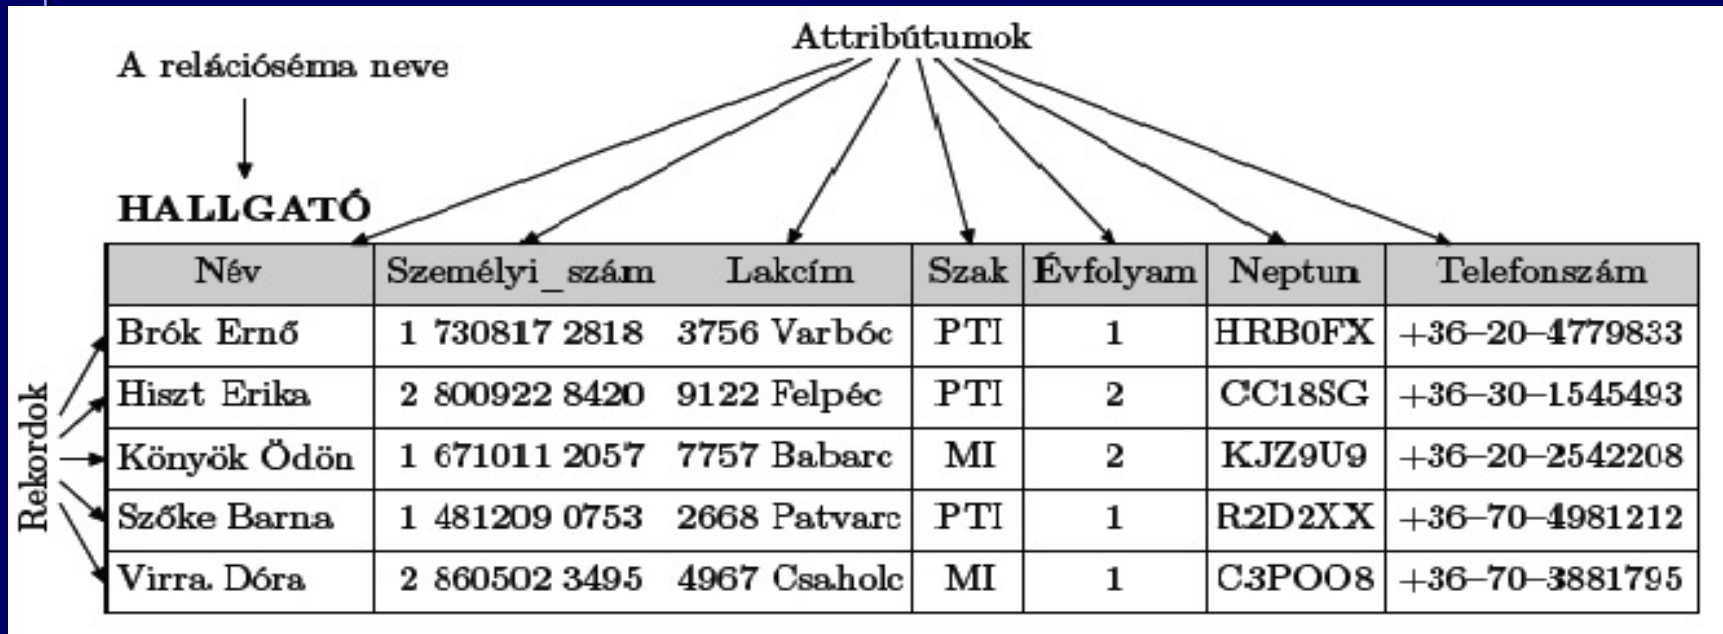 Attribútumok
A relációséma neve
HALLGATÓ
Név Személyi_szám Lakcím Szak Évfolyam Neptun Telefonszám
Brók Ernő 1 730817 2818 3756 Varbóc PTI 1 HRB0FX +36–20–4779833
Hiszt Erika 2 800922 8420 9122 Felpéc PTI 2 CC18SG +36–30–1545493
Könyök Ödön 1 671011 2057 7757 Babarc MI 2 KJZ9U9 +36–20–2542208
Szőke Barna 1 481209 0753 2668 Patvarc PTI 1 R2D2XX +36–70–4981212
Virra Dóra 2 860502 3495 4967 Csaholc MI 1 C3POO8 +36–70–3881795
Rekordok